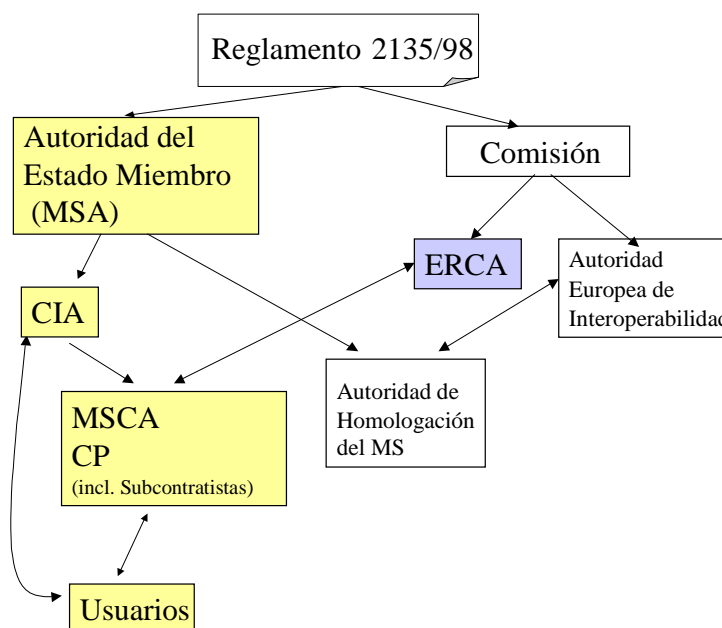 Reglamento 2135/98
Autoridad del
Estado Miembro
(MSA)
Comisión
ERCA
Autoridad
Europea de
Interoperabilidad
CIA
Autoridad de
Homologación
del MS
MSCA
CP
(incl. Subcontratistas)
Usuarios